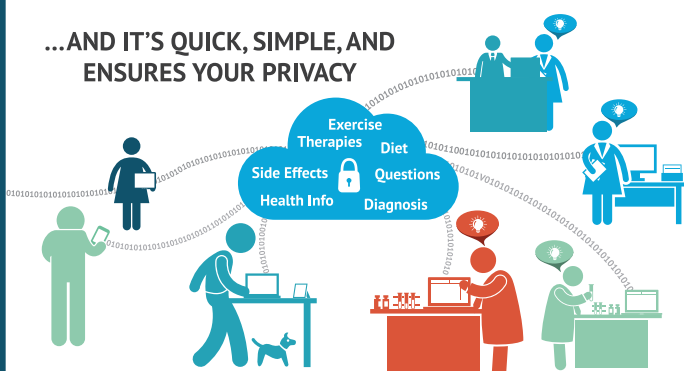 ...AND IT'S QUICK, SIMPLE, AND
ENSURES YOUR PRIVACY
Exercise
Therapies
Diet
Side Effects
Questions
Health Info
Diagnosis